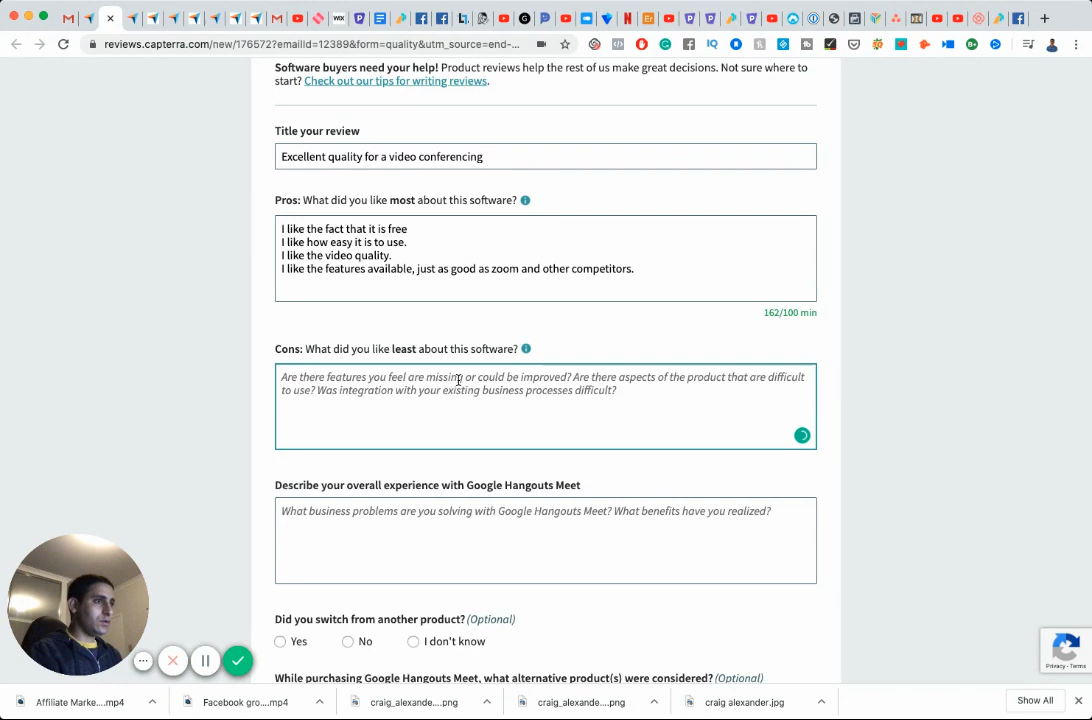 reviews.capterra.com/new/176572?emailId=12389&form=quality&utm_source=end-...
Software buyers need your help! Product reviews help the rest of us make great decisions. Not sure where to
start? Check out our tips for writing reviews.
Title your review
Excellent quality for a video conferencing
Pros: What did you like most about this software?
I like the fact that it is free
I like how easy it is to use.
I like the video quality.
I like the features available, just as good as zoom and other competitors.
162/100 min
Cons: What did you like least about this software?
Are there features you feel are missing or could be improved? Are there aspects of the product that are difficult
to use? Was integration with your existing business processes difficult?
Describe your overall experience with Google Hangouts Meet
What business problems are you solving with Google Hangouts Meet? What benefits have you realized?
Did you switch from another product? (Optional)
Yes No I don't know
While purchasing Google Hangouts Meet, what alternative product(s) were considered? (Optional)
Privacy - Terms
Affiliate Marke....mp4 Facebook gro....mp4 craig_alexande....png craig_alexande....png craig alexander.jpg Show All